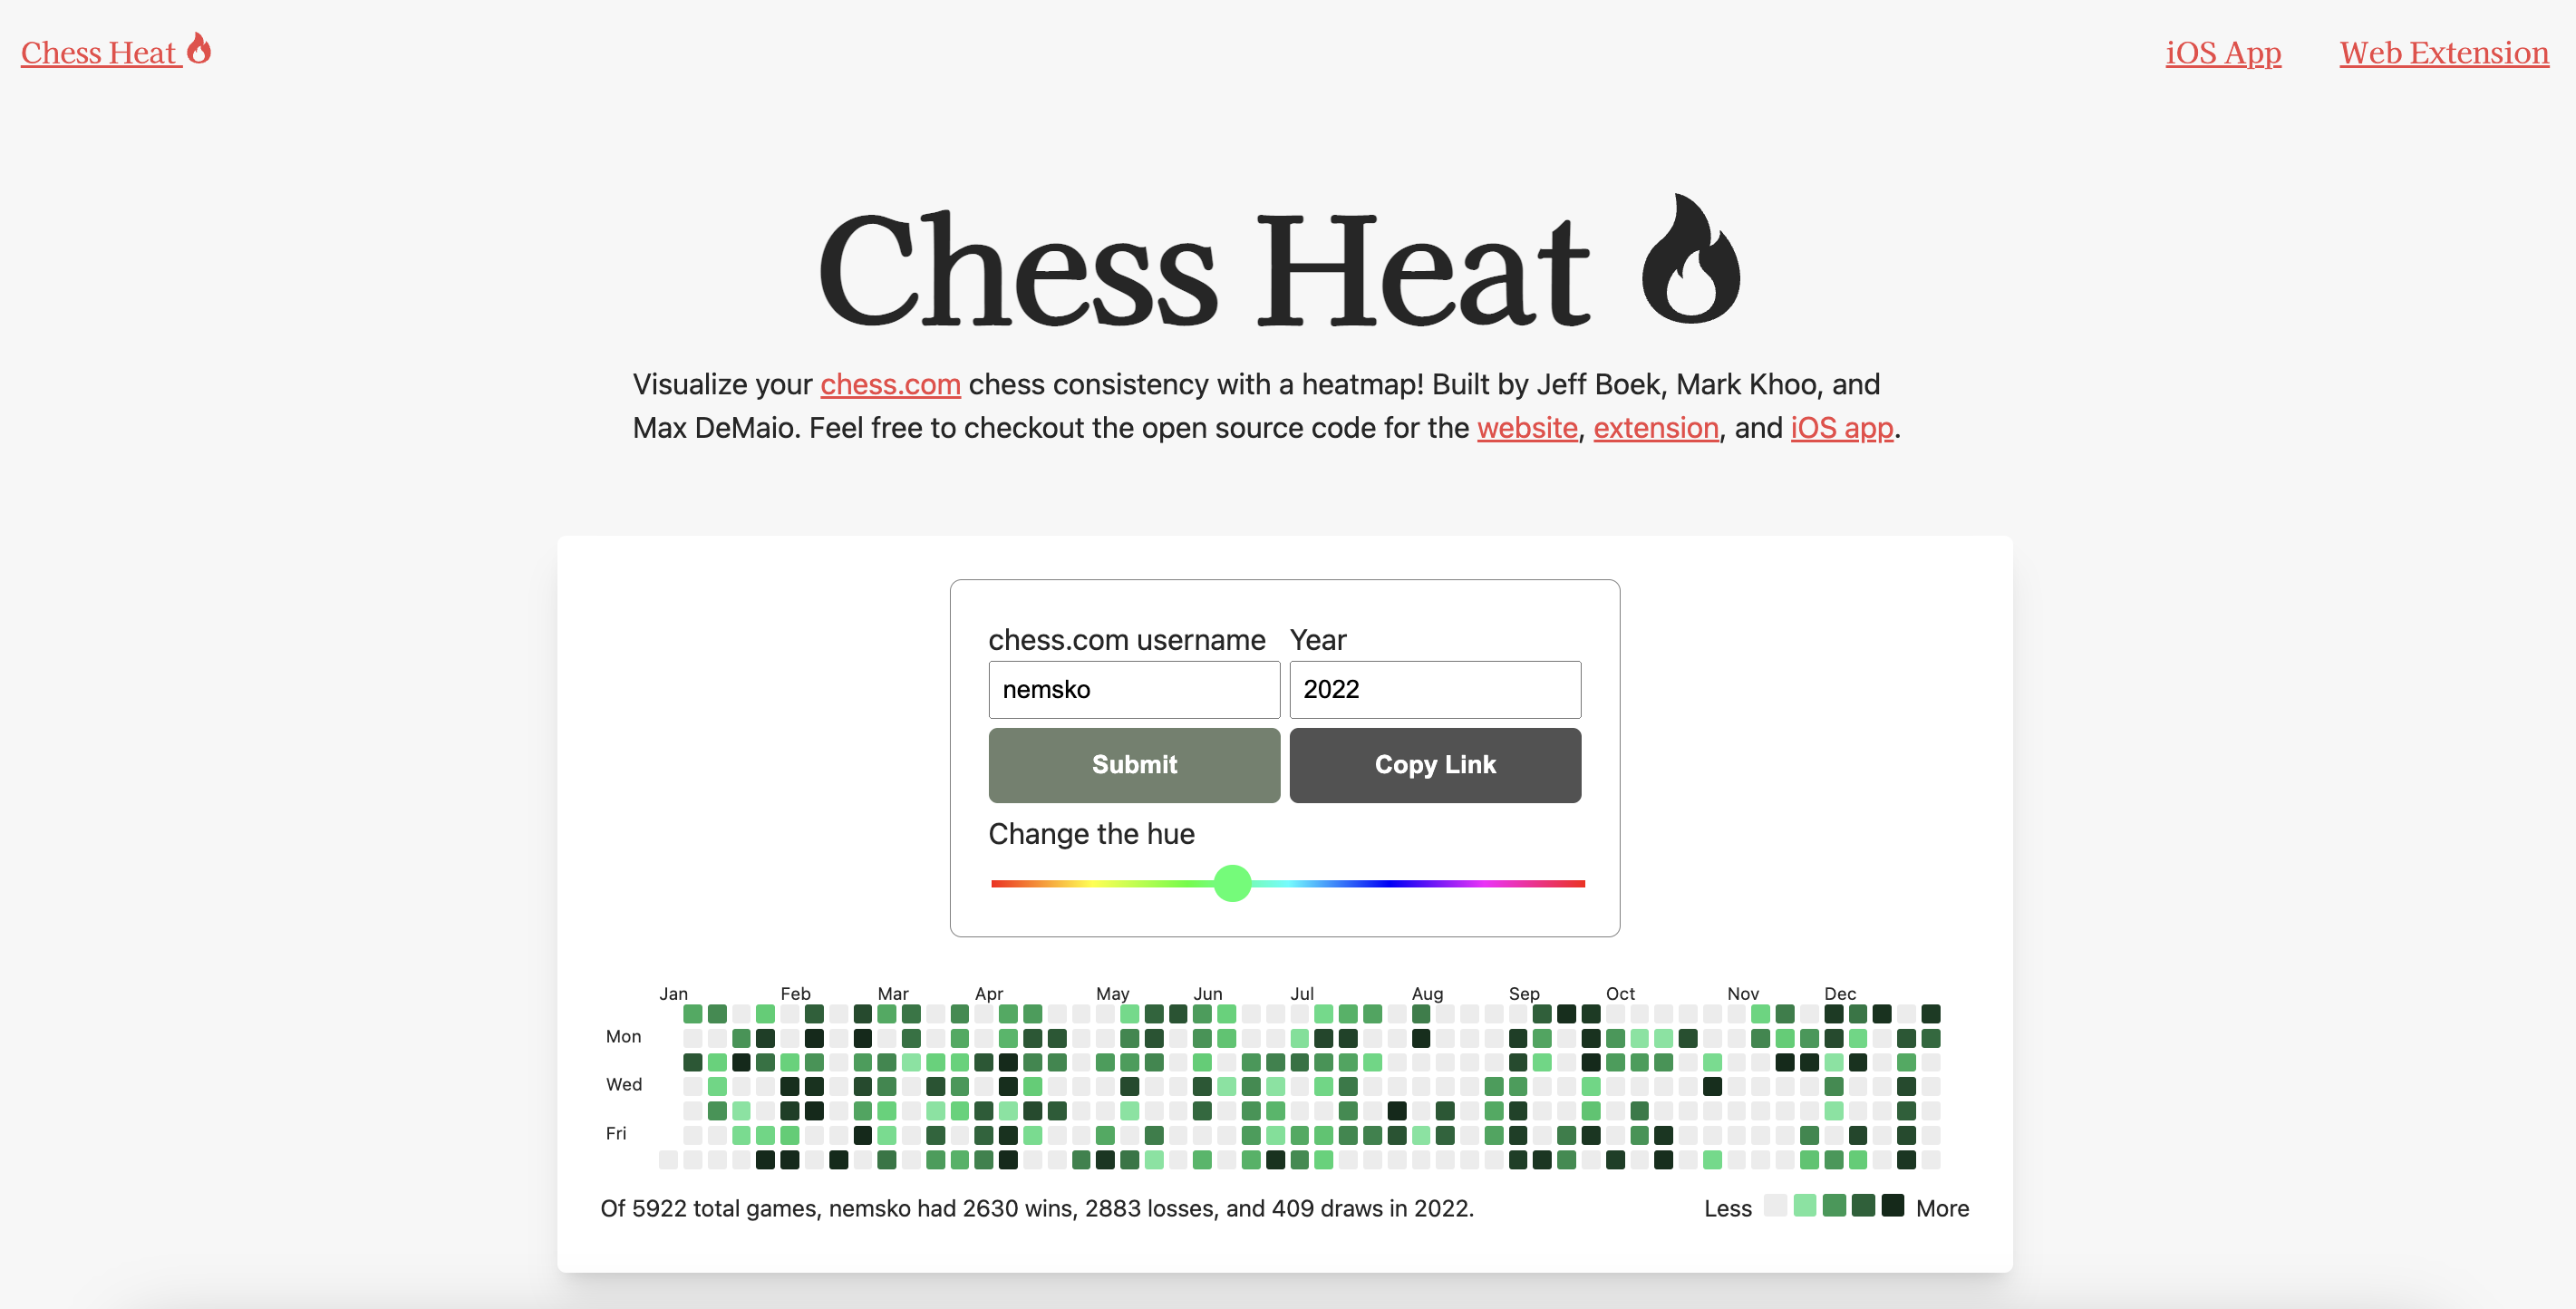 Chess Heat
iOS App
Web Extension
Chess Heat
Visualize your chess.com chess consistency with a heatmap! Built by Jeff Boek, Mark Khoo, and
Max DeMaio. Feel free to checkout the open source code for the website, extension, and iOS app.
chess.com username
Year
nemsko
2022
Submit
Copy Link
Change the hue
Jan Feb Mar Apr May Jun Jul Aug Sep Oct Nov Dec
Mon
Wed
Fri
Of 5922 total games, nemsko had 2630 wins, 2883 losses, and 409 draws in 2022.
Less
More